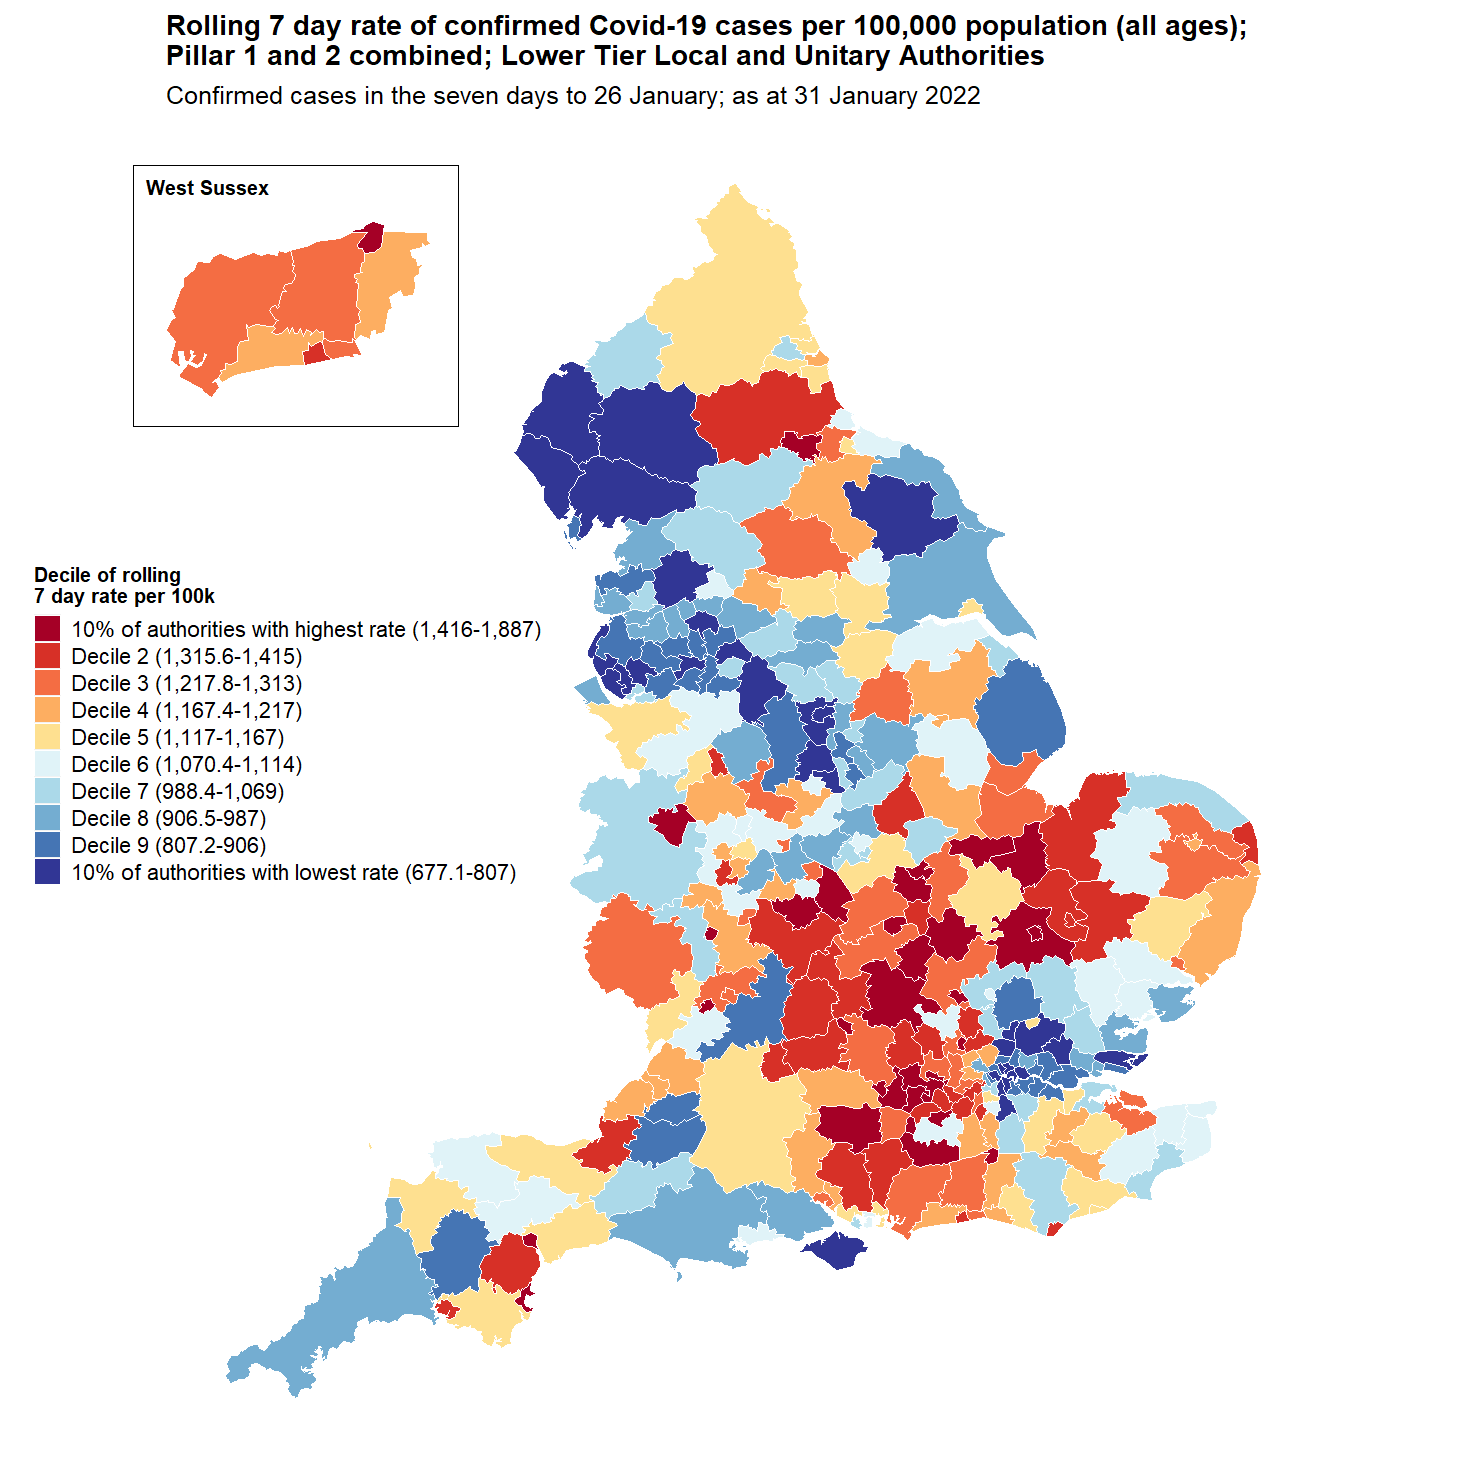 Rolling 7 day rate of confirmed Covid-19 cases per 100,000 population (all ages);
Pillar 1 and 2 combined; Lower Tier Local and Unitary Authorities
Confirmed cases in the seven days to 26 January; as at 31 January 2022
West Sussex
Decile of rolling
7 day rate per 100k
10% of authorities with highest rate (1,416-1,887)
Decile 2 (1,315.6-1,415)
Decile 3 (1,217.8-1,313)
Decile 4 (1,167.4-1,217)
Decile 5 (1,117-1,167)
Decile 6 (1,070.4-1,114)
Decile 7 (988.4-1,069)
Decile 8 (906.5-987)
Decile 9 (807.2-906)
10% of authorities with lowest rate (677.1-807)